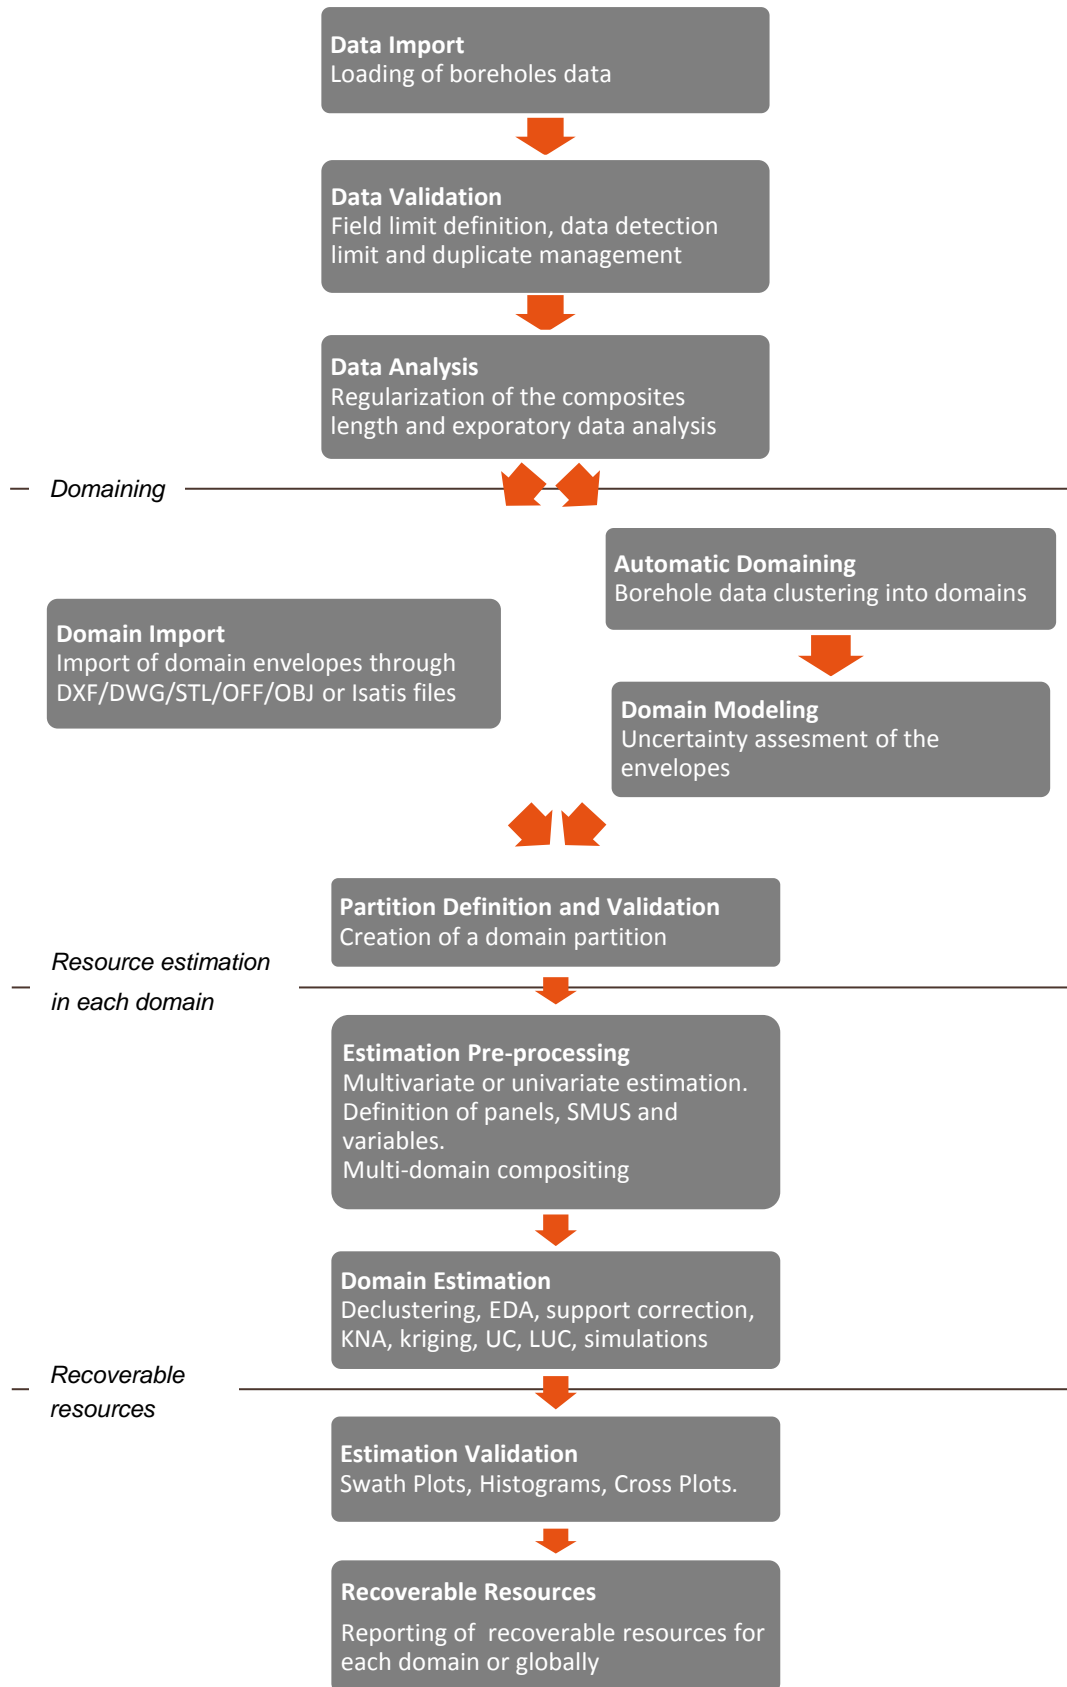 Data Import
Loading of boreholes data
Data Validation
Field limit definition, data detection
limit and duplicate management
Data Analysis
Regularization of the composites
length and exporatory data analysis
Domaining
Automatic Domaining
Borehole data clustering into domains
Domain Import
Import of domain envelopes through
DXF/DWG/STL/OFF/OBJ or Isatis files
Domain Modeling
Uncertainty assesment of the
envelopes
Partition Definition and Validation
Creation of a domain partition
Resource estimation
in each domain
Estimation Pre-processing
Multivariate or univariate estimation.
Definition of panels, SMUS and
variables.
Multi-domain compositing
Domain Estimation
Declustering, EDA, support correction,
KNA, kriging, UC, LUC, simulations
Recoverable
resources
Estimation Validation
Swath Plots, Histograms, Cross Plots.
Recoverable Resources
Reporting of recoverable resources for
each domain or globally